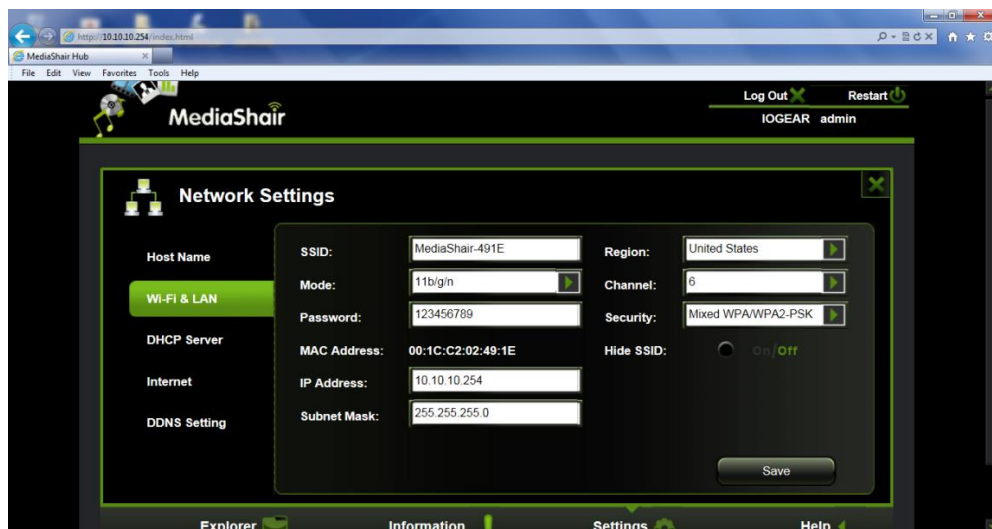 http://10.10.10.254/index.html
MediaShair Hub
File Edit View Favorites Tools Help
MediaShair
Log Out Restart
IOGEAR admin
Network Settings
Host Name
Wi-Fi & LAN
DHCP Server
Internet
DDNS Setting
SSID: MediaShair-491E Region: United States
Mode: 11b/g/n Channel: 6
Password: 123456789 Security: Mixed WPA/WPA2-PSK
MAC Address: 00:1C:C2:02:49:1E Hide SSID: On/Off
IP Address: 10.10.10.254
Subnet Mask: 255.255.255.0
Save
Explorer Information Settings Help